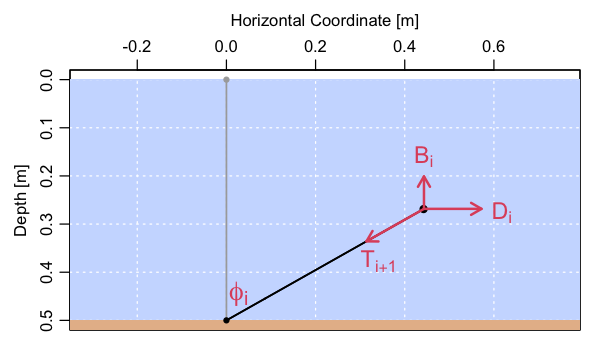 Horizontal Coordinate [m]
-0.2 0.0 0.2 0.4 0.6
Depth [m]
0.0
0.1
0.2
0.3
0.4
0.5
Bᵢ
Dᵢ
Tᵢ₊₁
ϕᵢ